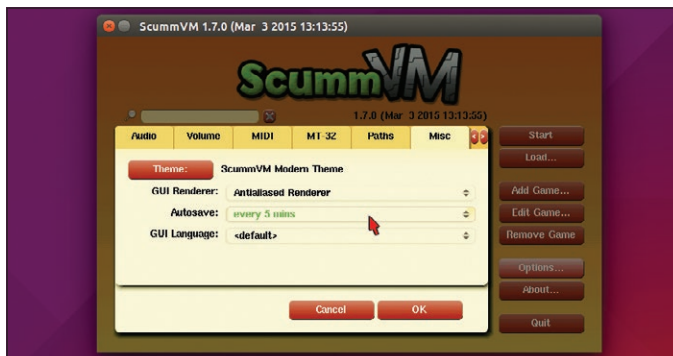 ScummVM 1.7.0 (Mar 3 2015 13:13:55)
ScummVM
1.7.0 (Mar 3 2015 13:13:55)
Audio Volume MIDI MT-32 Paths Misc
Theme: ScummVM Modern Theme
GUI Renderer: Antialiased Renderer
Autosave: every 5 mins
GUI Language: <default>
Cancel OK
Start
Load...
Add Game...
Edit Game...
Remove Game
Options...
About...
Quit